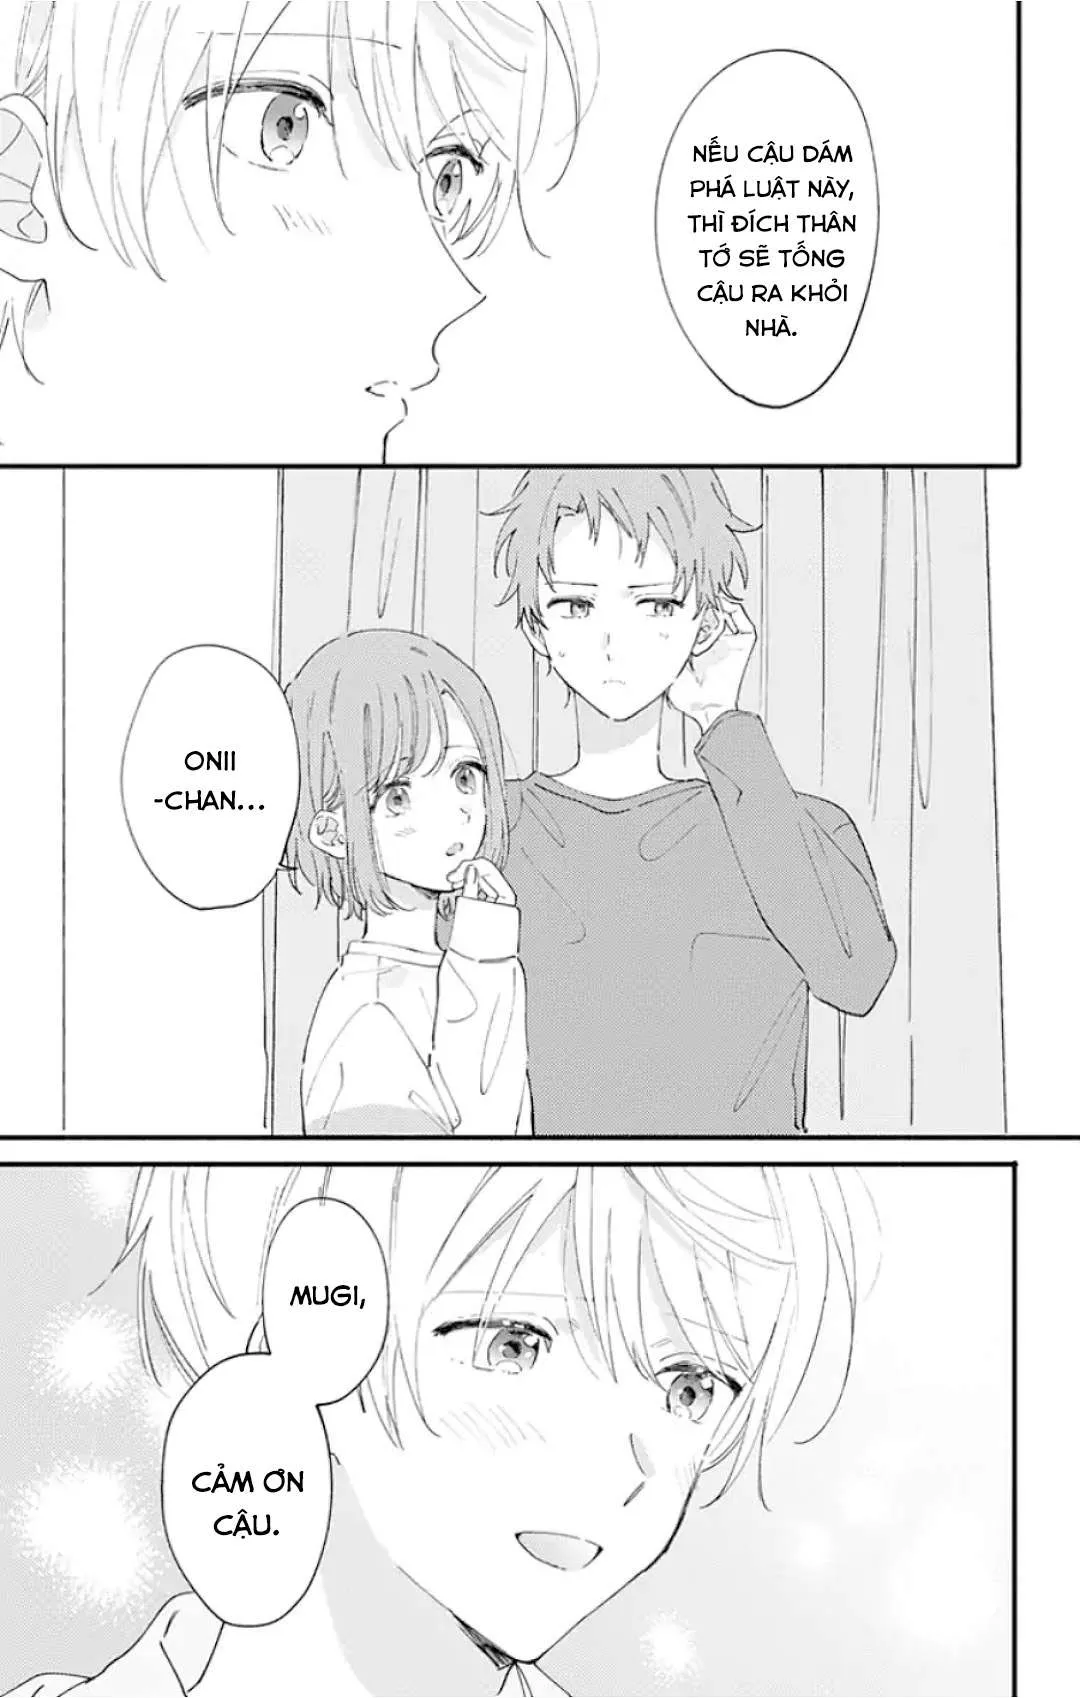 NẾU CẬU DÁM
PHÁ LUẬT NÀY,
THÌ ĐÍCH THÂN
TỚ SẼ TỐNG
CẬU RA KHỎI
NHÀ.
ONII
-CHAN...
MUGI,
CẢM ƠN
CẬU.